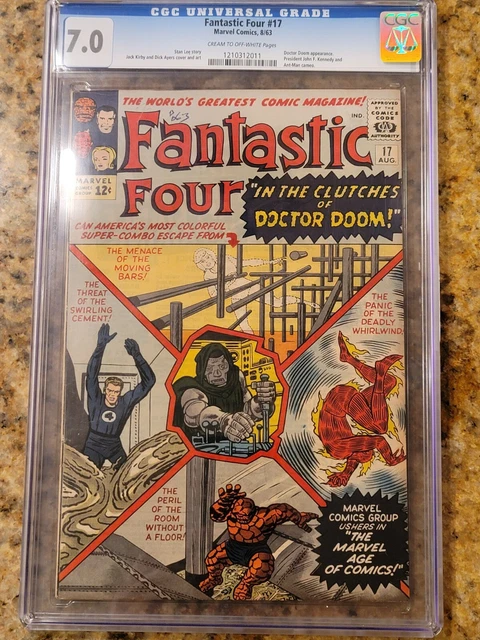 CGC UNIVERSAL GRADE
7.0
Fantastic Four #17
Marvel Comics, 8/63
CREAM TO OFF-WHITE Pages
Stan Lee story
Jack Kirby and Dick Ayers cover and art
1210312011
Doctor Doom appearance.
President John F. Kennedy and
Ant-Man cameo.
CGC
THE WORLD'S GREATEST COMIC MAGAZINE!
IND.
APPROVED
BY THE
COMICS
CODE
AUTHORITY
Fantastic
Four
17
AUG.
MARVEL
COMICS
GROUP
12¢
"IN THE CLUTCHES
OF
DOCTOR DOOM!"
CAN AMERICA'S MOST COLORFUL
SUPER-COMBO ESCAPE FROM?
THE MENACE
OF THE
MOVING
BARS!
THE
THREAT
OF THE
SWIRLING
CEMENT!
THE
PANIC
OF THE
DEADLY
WHIRLWIND!
4
THE
PERIL
OF THE
ROOM
WITHOUT
A FLOOR!
MARVEL
COMICS GROUP
USHERS IN
"THE
MARVEL
AGE
OF COMICS!"